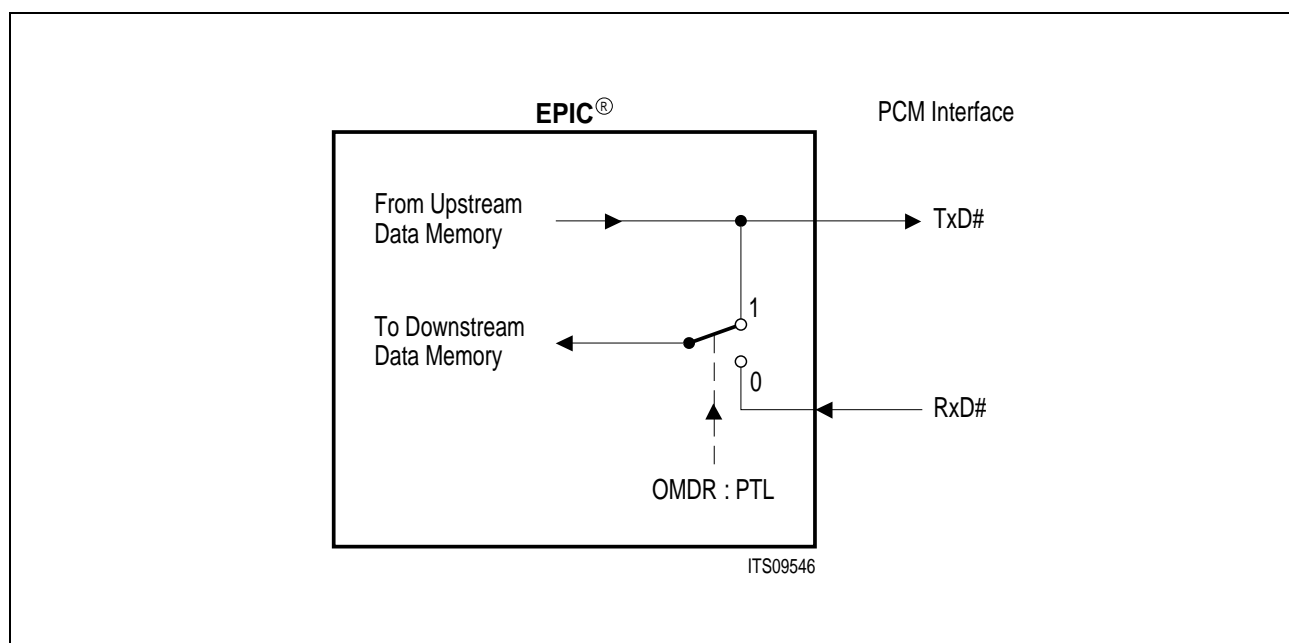 EPIC®
PCM Interface
From Upstream
Data Memory
TxD#
1
To Downstream
Data Memory
0
RxD#
OMDR : PTL
ITS09546